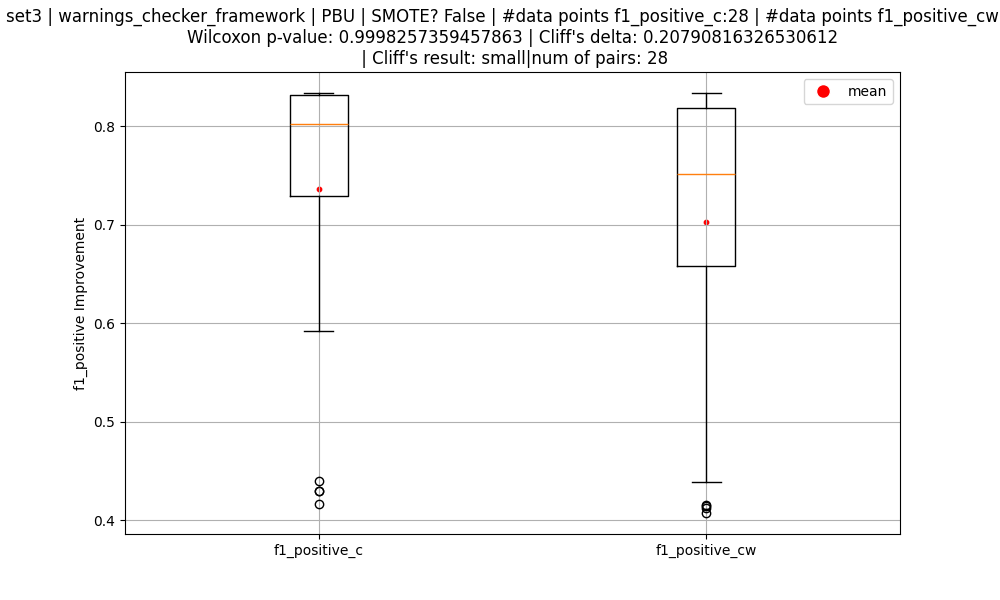 set3 | warnings_checker_framework | PBU | SMOTE? False | #data points f1_positive_c:28 | #data points f1_positive_cw
Wilcoxon p-value: 0.9998257359457863 | Cliff's delta: 0.20790816326530612
| Cliff's result: small|num of pairs: 28
mean
0.8
0.7
0.6
0.5
0.4
f1_positive Improvement
f1_positive_c
f1_positive_cw